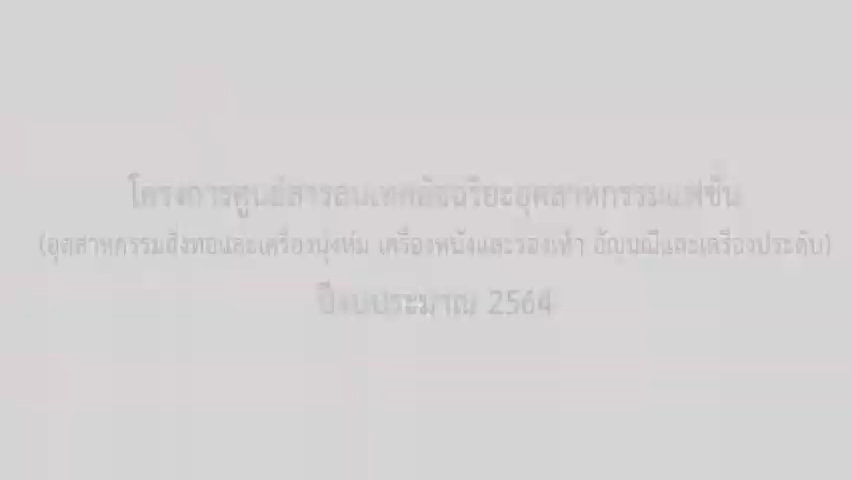 โครงการศูนย์สารสนเทศอัจฉริยะอุตสาหกรรมแฟชั่น
(อุตสาหกรรมสิ่งทอและเครื่องนุ่งห่ม เครื่องหนังและรองเท้า อัญมณีและเครื่องประดับ)
ปีงบประมาณ 2564